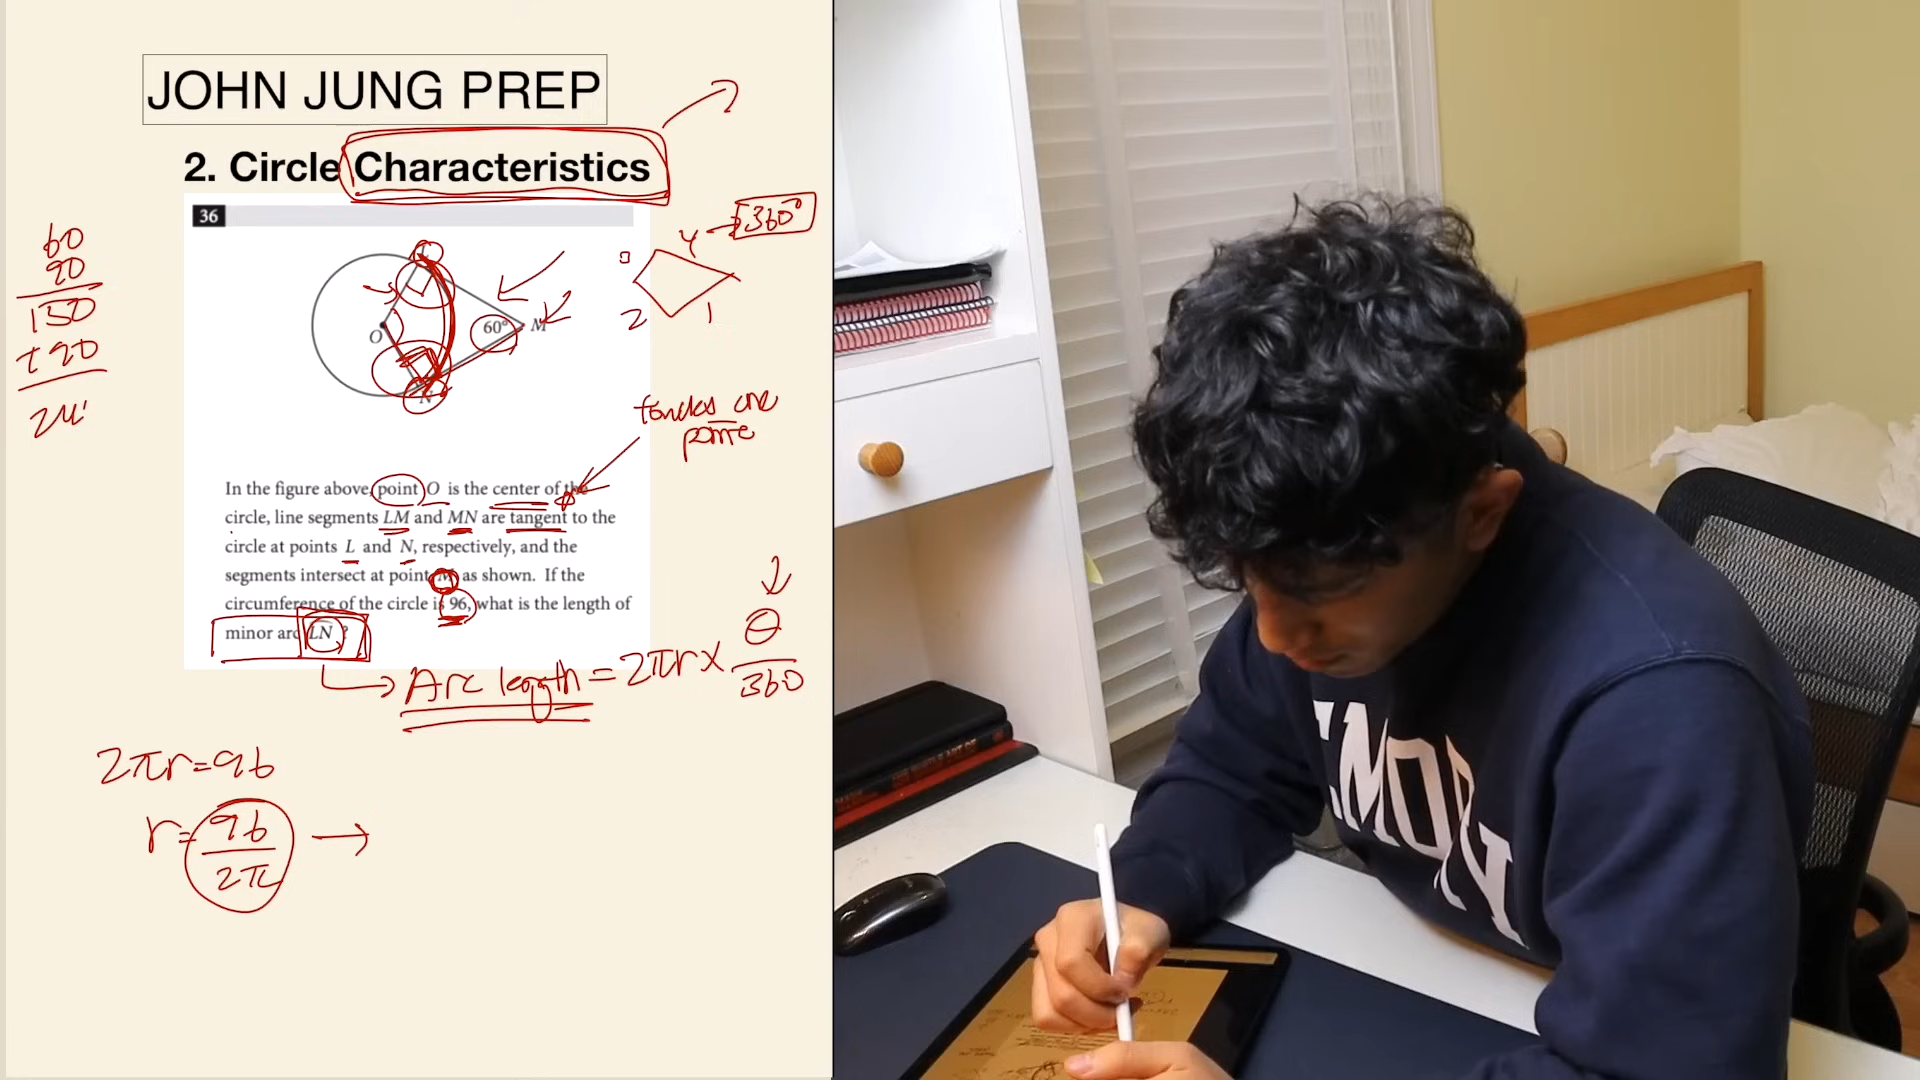 JOHN JUNG PREP
2. Circle Characteristics
36
360°
60
90
150
+90
24
O
60°
M
N
2
1
touches one
point
In the figure above, point O is the center of the
circle, line segments LM and MN are tangent to the
circle at points L and N, respectively, and the
segments intersect at point M as shown. If the
circumference of the circle is 96, what is the length of
minor arc LN ?
Arc length = 2πr × θ/360
2πr=96
r=96/2π →
EMORY